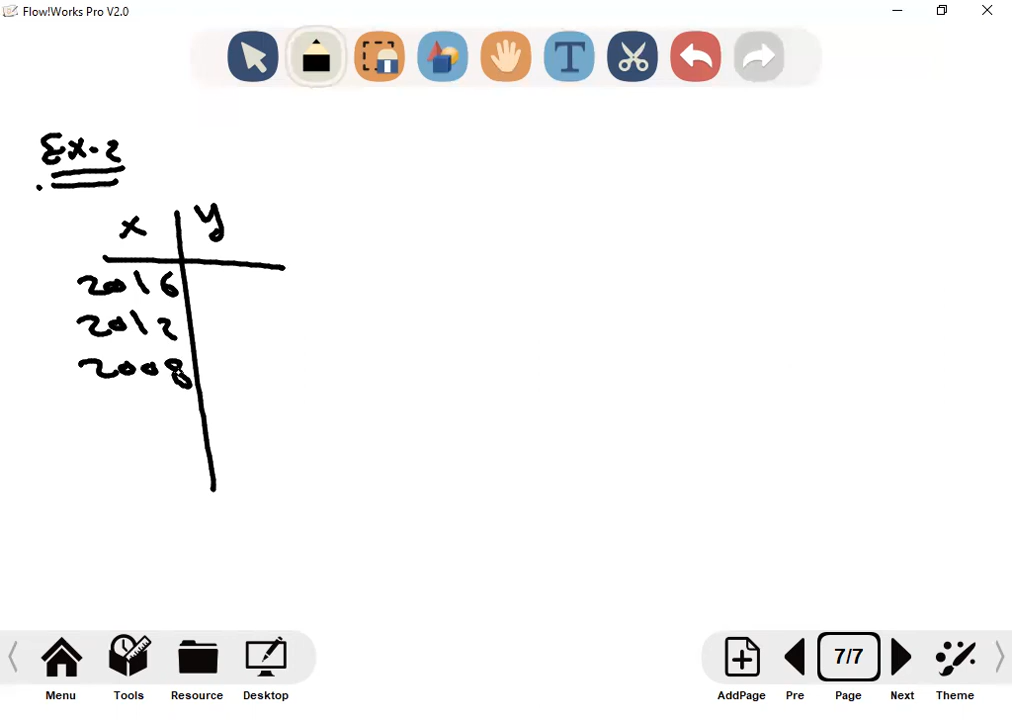 Flow!Works Pro V2.0
T
Ex-2
x y
2016
2012
2008
7/7
Menu Tools Resource Desktop AddPage Pre Page Next Theme